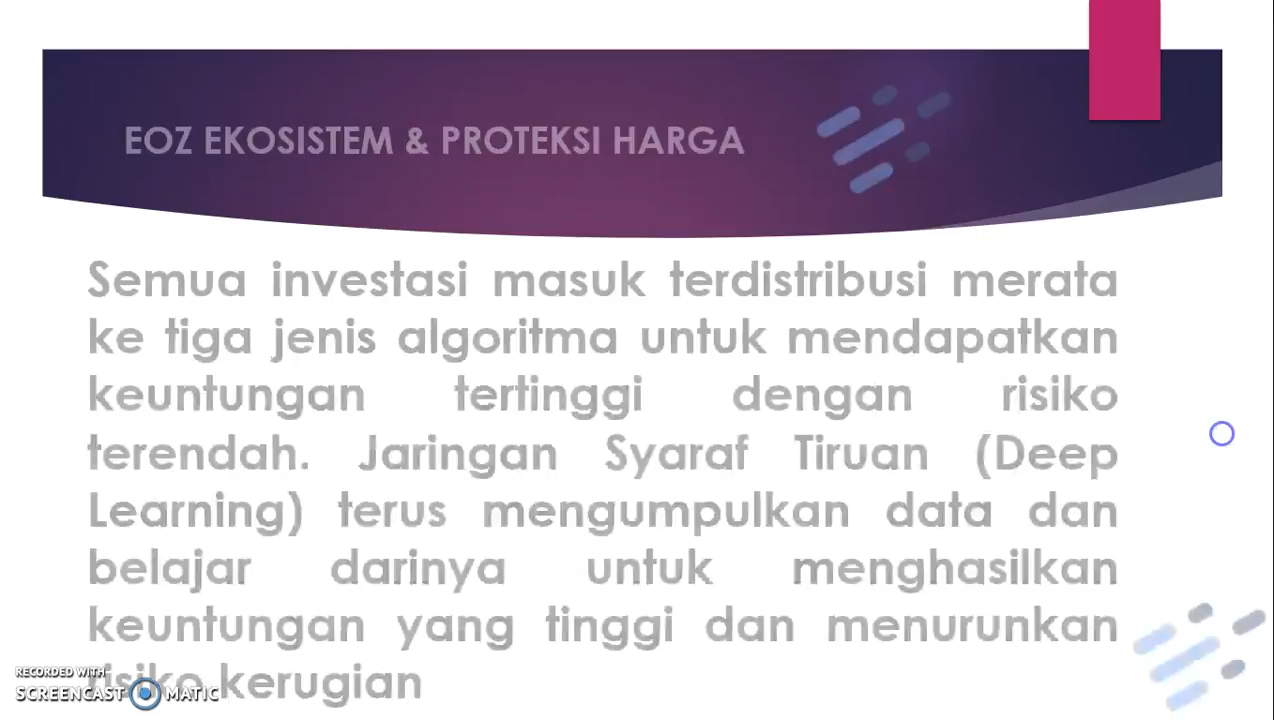 EOZ EKOSISTEM & PROTEKSI HARGA
Semua investasi masuk terdistribusi merata
ke tiga jenis algoritma untuk mendapatkan
keuntungan tertinggi dengan risiko
terendah. Jaringan Syaraf Tiruan (Deep
Learning) terus mengumpulkan data dan
belajar darinya untuk menghasilkan
keuntungan yang tinggi dan menurunkan
risiko kerugian
RECORDED WITH
SCREENCAST MATIC